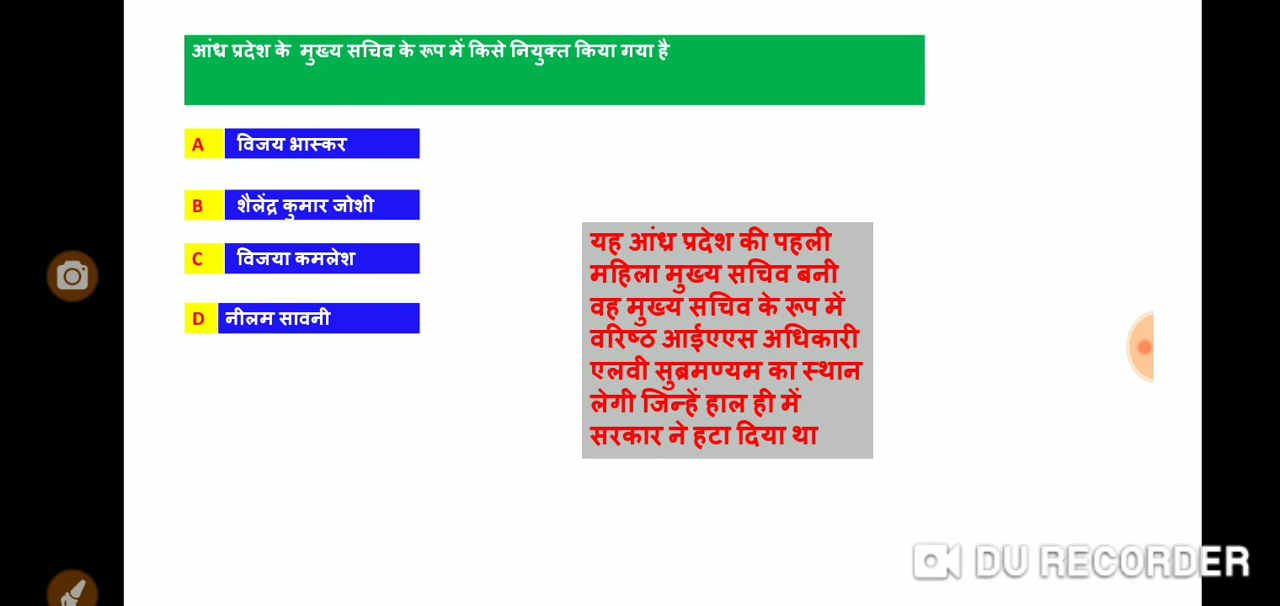 आंध्र प्रदेश के मुख्य सचिव के रूप में किसे नियुक्त किया गया है
A विजय भास्कर
B शैलेंद्र कुमार जोशी
C विजया कमलेश
D नीलम सावनी
यह आंध्र प्रदेश की पहली
महिला मुख्य सचिव बनी
वह मुख्य सचिव के रूप में
वरिष्ठ आईएएस अधिकारी
एलवी सुब्रमण्यम का स्थान
लेगी जिन्हें हाल ही में
सरकार ने हटा दिया था
DU RECORDER